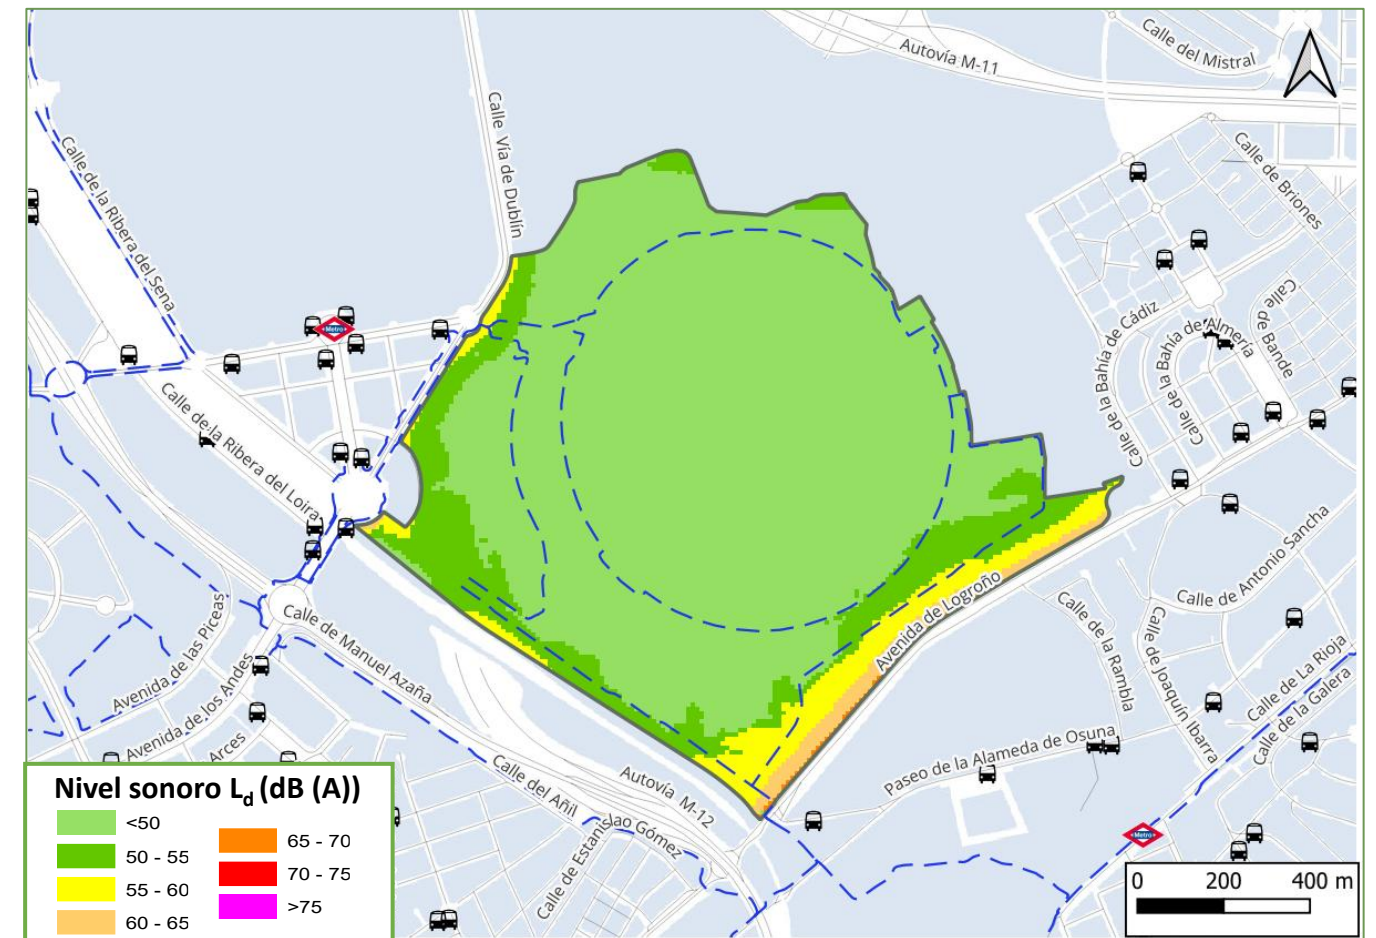 Autovía M-11
Calle del Mistral
Calle Vía de Dublín
Calle de la Ribera del Sena
Calle de Briones
Calle de Bande
Calle de la Bahía de Cádiz
Calle de la Bahía de Almería
Metro
Calle de la Ribera del Loira
Calle de Antonio Sancha
Avenida de Logroño
Calle de la Rambla
Calle de Joaquín Ibarra
Calle de La Rioja
Calle de la Galera
Avenida de las Piceas
Calle de Manuel Azaña
Avenida de los Andes
Arces
Paseo de la Alameda de Osuna
Calle del Añil
Autovía M-12
Calle de Estanislao Gómez
Metro
Nivel sonoro Ld (dB (A))
<50
50 - 55
55 - 60
60 - 65
65 - 70
70 - 75
>75
0 200 400 m